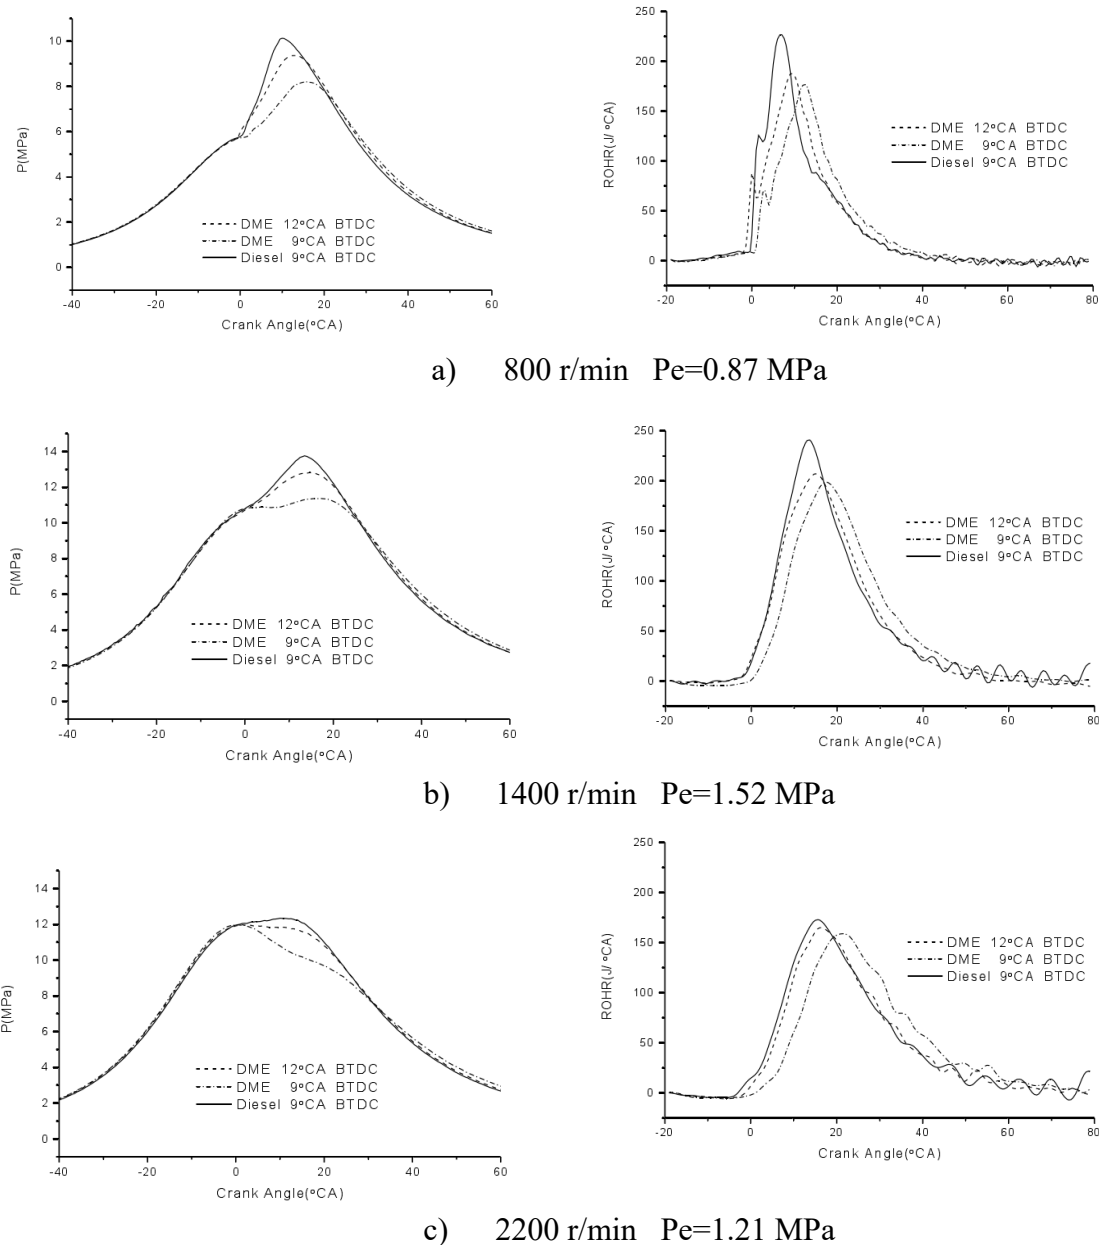 10
8
6
4
2
0
P(MPa)
DME 12°CA BTDC
DME 9°CA BTDC
Diesel 9°CA BTDC
-40 -20 0 20 40 60
Crank Angle(°CA)
250
200
150
100
50
0
ROHR(J/ °CA)
DME 12°CA BTDC
DME 9°CA BTDC
Diesel 9°CA BTDC
-20 0 20 40 60 80
Crank Angle(°CA)
a) 800 r/min Pe=0.87 MPa
14
12
10
8
6
4
2
0
P(MPa)
DME 12°CA BTDC
DME 9°CA BTDC
Diesel 9°CA BTDC
-40 -20 0 20 40 60
Crank Angle(°CA)
250
200
150
100
50
0
ROHR(J/ °CA)
DME 12°CA BTDC
DME 9°CA BTDC
Diesel 9°CA BTDC
-20 0 20 40 60 80
Crank Angle(°CA)
b) 1400 r/min Pe=1.52 MPa
14
12
10
8
6
4
2
0
P(MPa)
DME 12°CA BTDC
DME 9°CA BTDC
Diesel 9°CA BTDC
-40 -20 0 20 40 60
Crank Angle(°CA)
250
200
150
100
50
0
ROHR(J/ °CA)
DME 12°CA BTDC
DME 9°CA BTDC
Diesel 9°CA BTDC
-20 0 20 40 60 80
Crank Angle(°CA)
c) 2200 r/min Pe=1.21 MPa